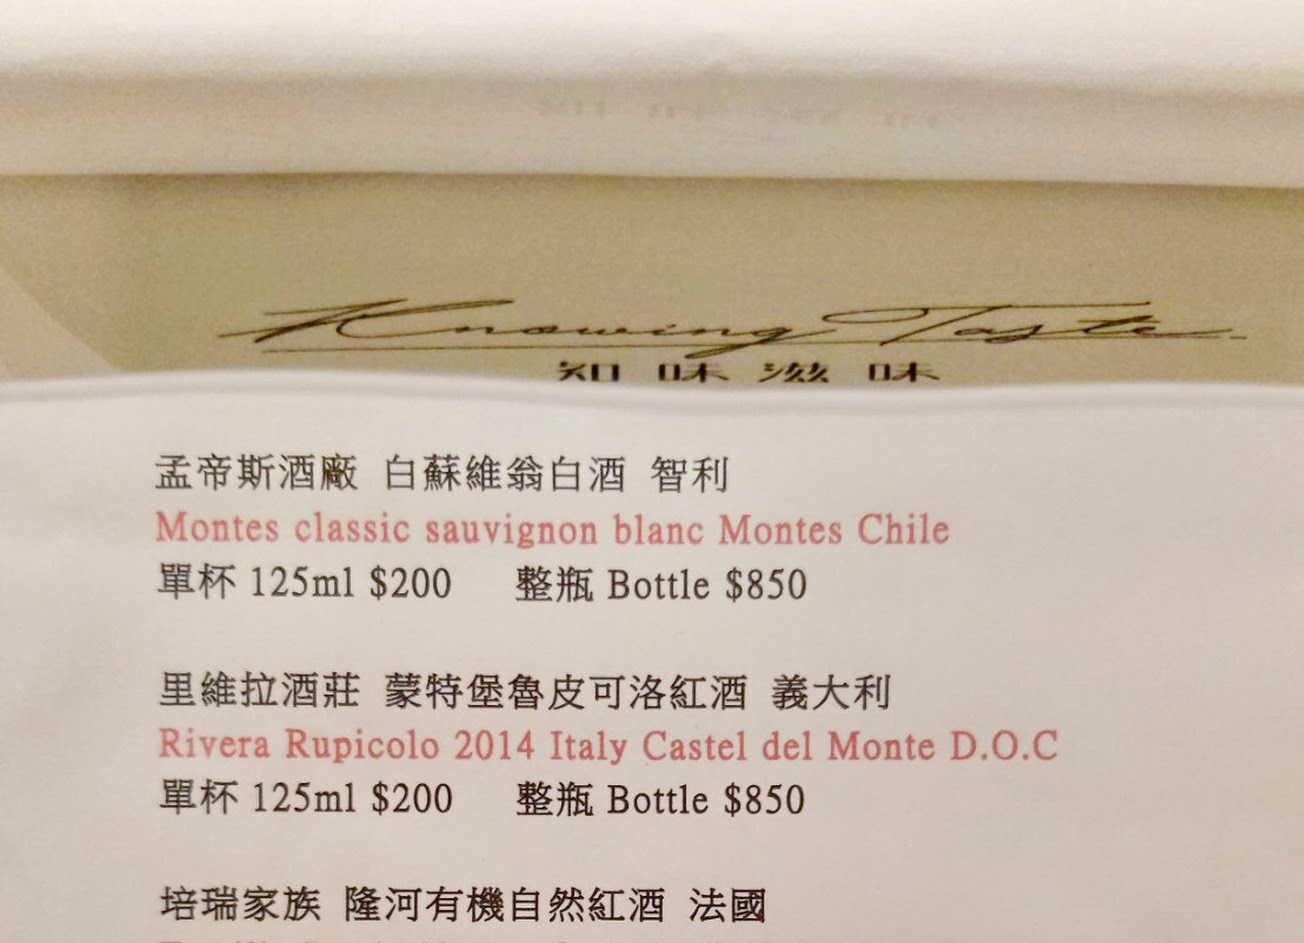 Knowing Taste
知味滋味
孟帝斯酒廠 白蘇維翁白酒 智利
Montes classic sauvignon blanc Montes Chile
單杯 125ml $200 整瓶 Bottle $850
里維拉酒莊 蒙特堡魯皮可洛紅酒 義大利
Rivera Rupicolo 2014 Italy Castel del Monte D.O.C
單杯 125ml $200 整瓶 Bottle $850
培瑞家族 隆河有機自然紅酒 法國